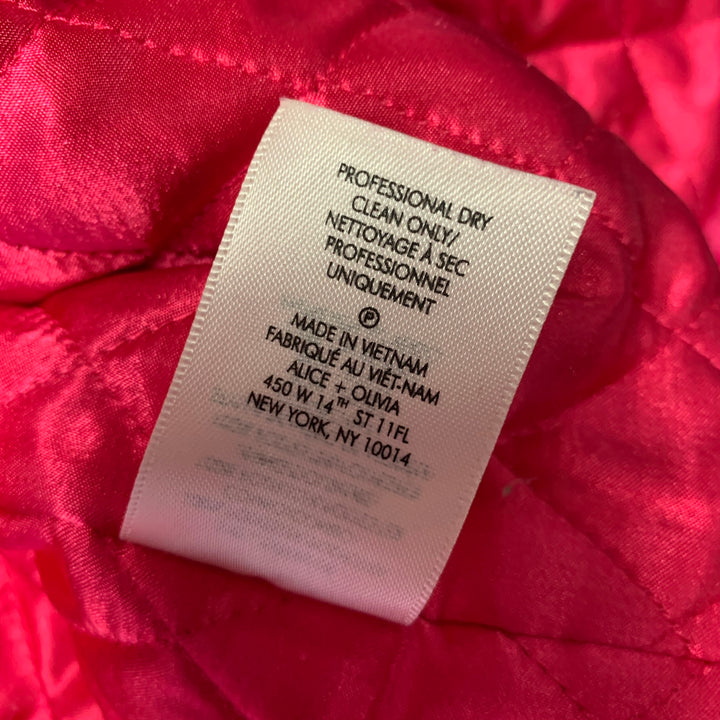 PROFESSIONAL DRY
CLEAN ONLY/
NETTOYAGE À SEC
PROFESSIONNEL
UNIQUEMENT
Ⓟ
MADE IN VIETNAM
FABRIQUÉ AU VIÊT-NAM
ALICE + OLIVIA
450 W 14TH ST 11FL
NEW YORK, NY 10014